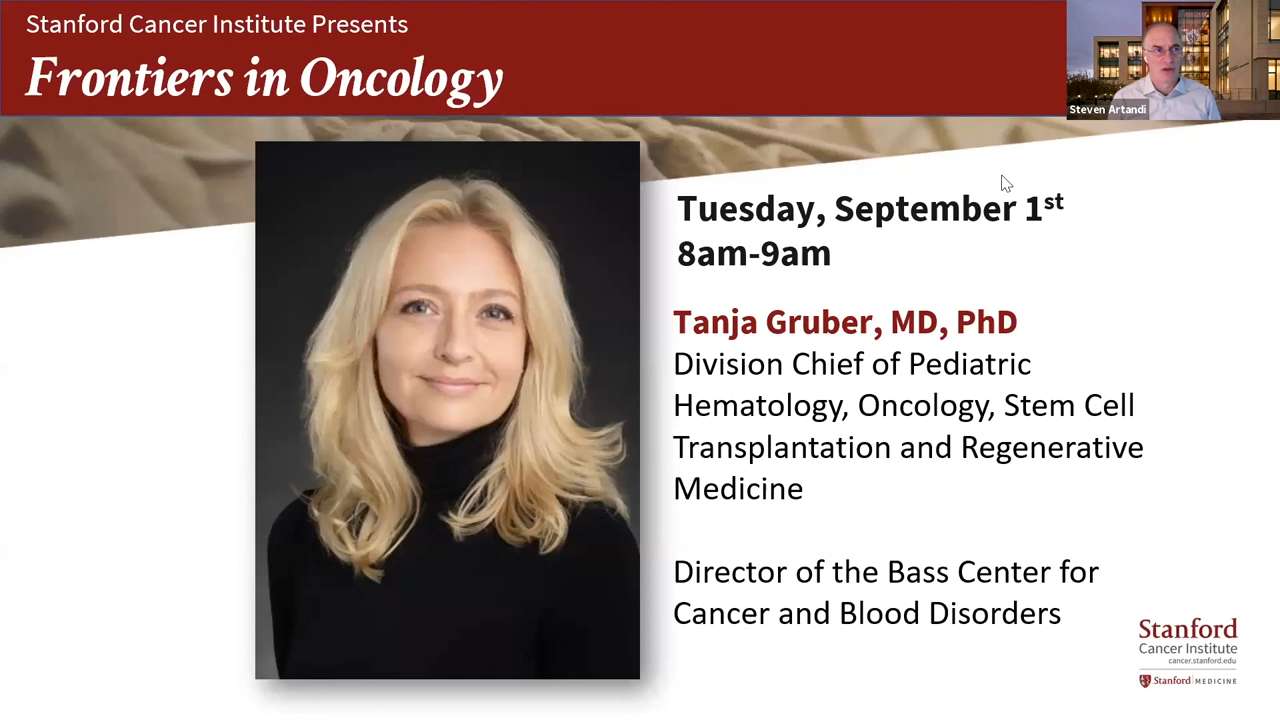 Stanford Cancer Institute Presents
Frontiers in Oncology
Steven Artandi
Tuesday, September 1st
8am-9am
Tanja Gruber, MD, PhD
Division Chief of Pediatric
Hematology, Oncology, Stem Cell
Transplantation and Regenerative
Medicine
Director of the Bass Center for
Cancer and Blood Disorders
Stanford
Cancer Institute
cancer.stanford.edu
Stanford MEDICINE